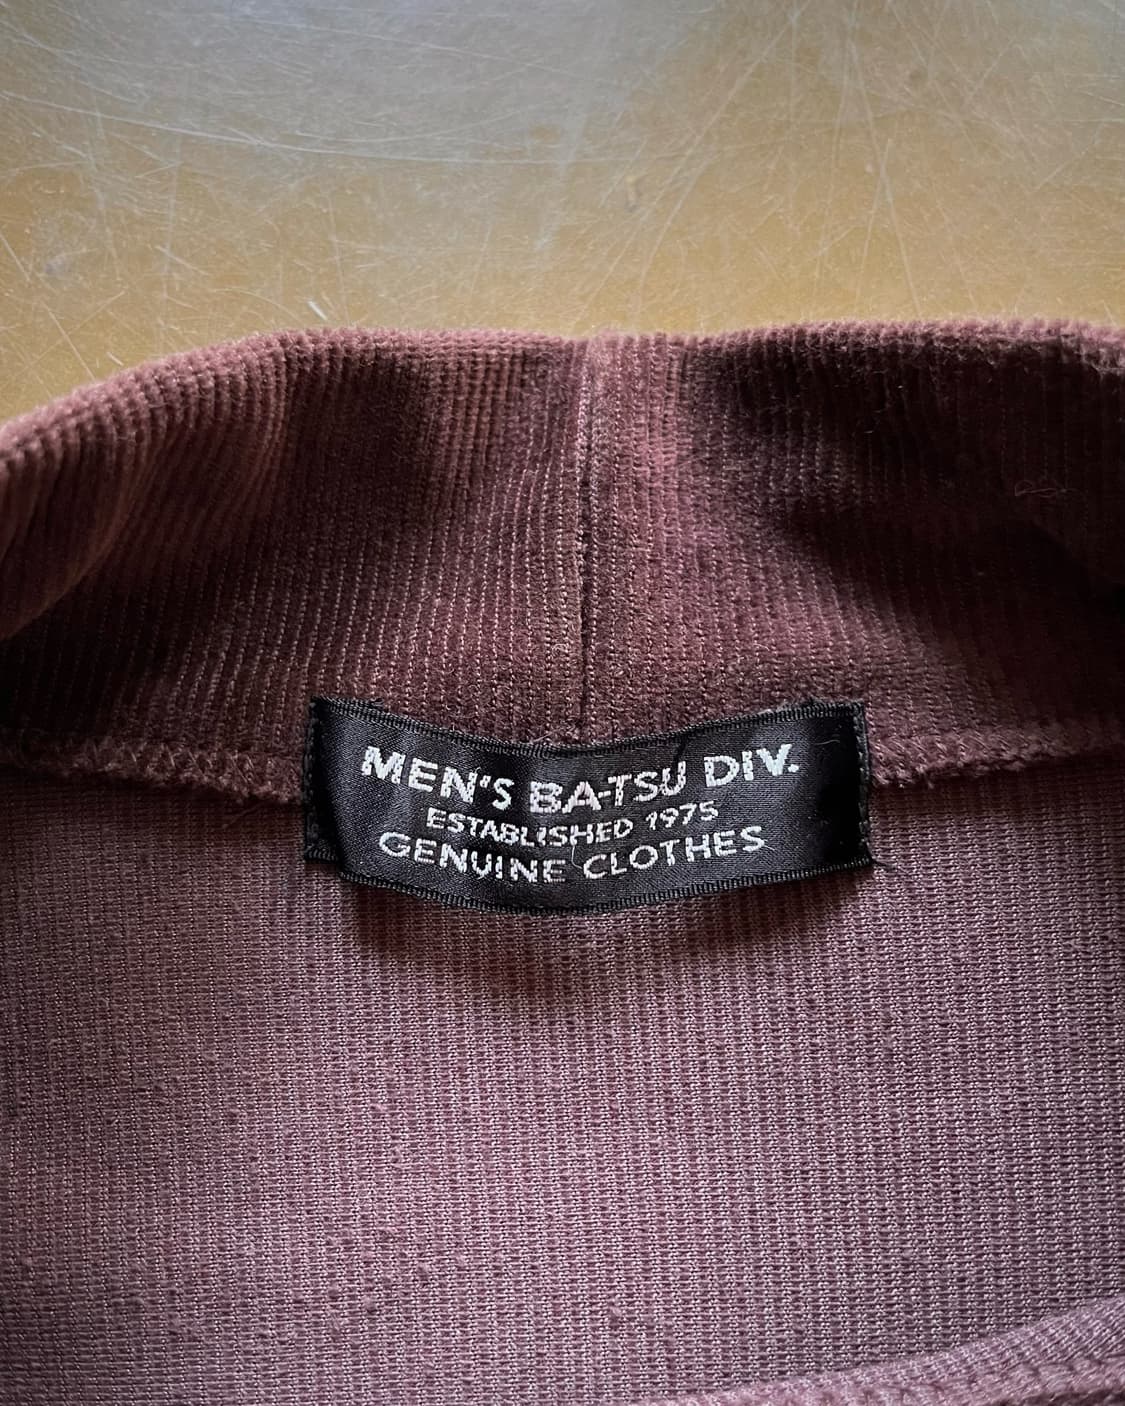 MEN'S BA-TSU DIV.
ESTABLISHED 1975
GENUINE CLOTHES